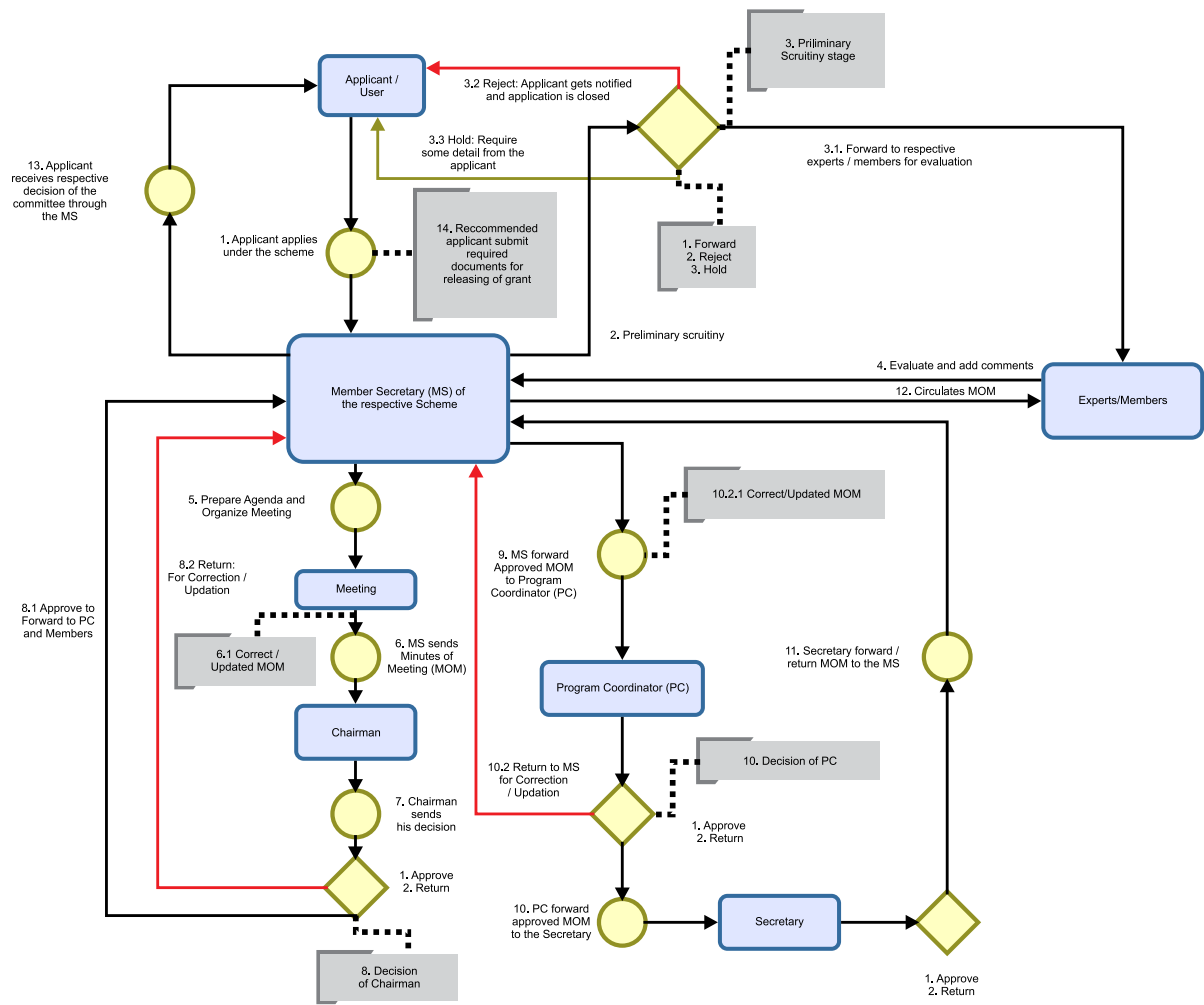 3. Priliminary
Scruitiny stage
Applicant /
User
3.2 Reject: Applicant gets notified
and application is closed
3.3 Hold: Require
some detail from the
applicant
3.1. Forward to respective
experts / members for evaluation
13. Applicant
receives respective
decision of the
committee through
the MS
1. Applicant applies
under the scheme
14. Reccommended
applicant submit
required
documents for
releasing of grant
1. Forward
2. Reject
3. Hold
2. Preliminary scruitiny
4. Evaluate and add comments
12. Circulates MOM
Member Secretary (MS) of
the respective Scheme
Experts/Members
5. Prepare Agenda and
Organize Meeting
10.2.1 Correct/Updated MOM
9. MS forward
Approved MOM
to Program
Coordinator (PC)
8.2 Return:
For Correction /
Updation
Meeting
8.1 Approve to
Forward to PC
and Members
6.1 Correct /
Updated MOM
6. MS sends
Minutes of
Meeting (MOM)
11. Secretary forward /
return MOM to the MS
Program Coordinator (PC)
Chairman
10.2 Return to MS
for Correction
/ Updation
10. Decision of PC
7. Chairman
sends
his decision
1. Approve
2. Return
1. Approve
2. Return
10. PC forward
approved MOM
to the Secretary
Secretary
8. Decision
of Chairman
1. Approve
2. Return